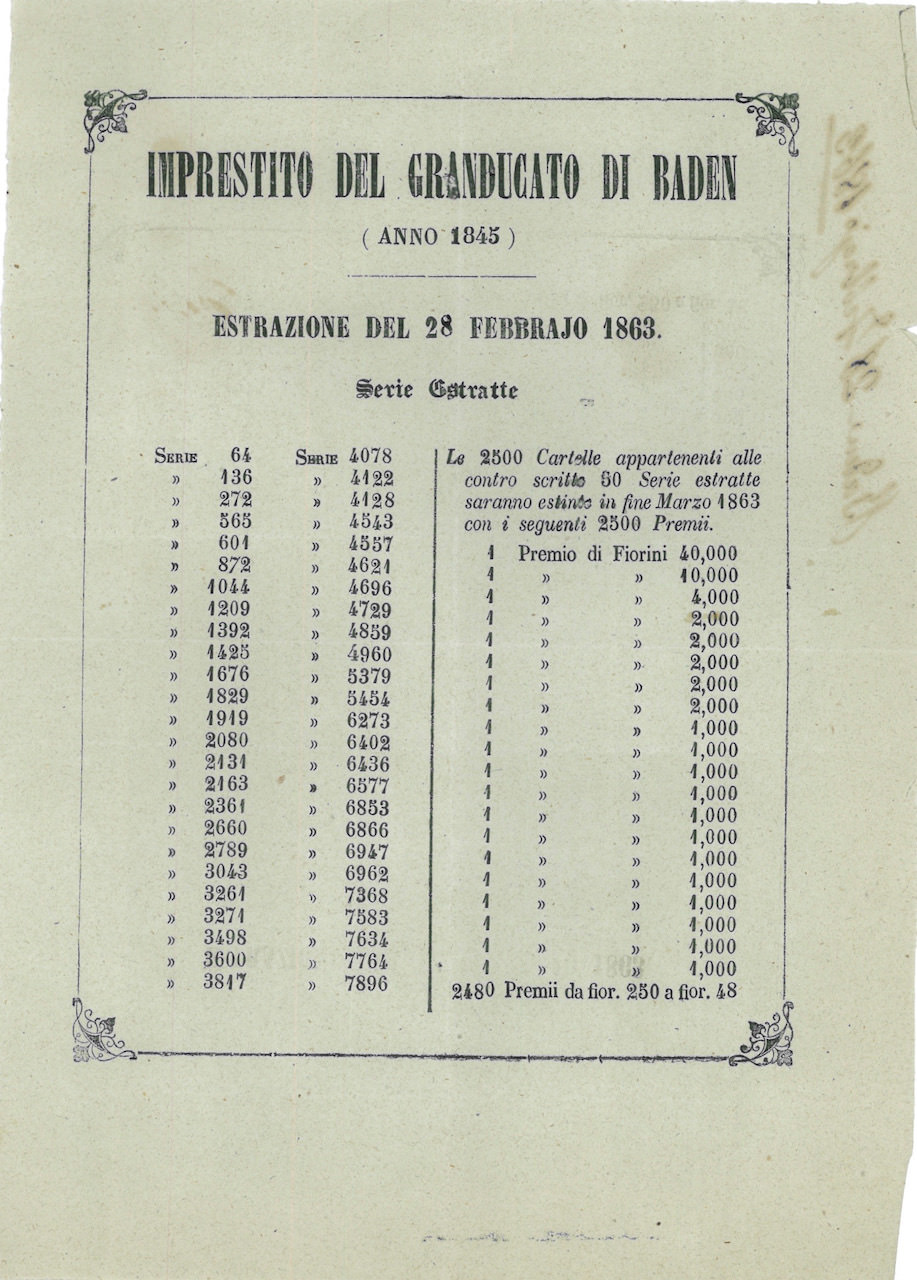 IMPRESTITO DEL GRANDUCATO DI BADEN
( ANNO 1845 )
ESTRAZIONE DEL 28 FEBBRAJO 1863.
Serie Estratte
SERIE 64
» 136
» 272
» 565
» 601
» 872
» 1044
» 1209
» 1392
» 1425
» 1676
» 1829
» 1919
» 2080
» 2131
» 2163
» 2361
» 2660
» 2789
» 3043
» 3261
» 3271
» 3498
» 3600
» 3817
SERIE 4078
» 4122
» 4128
» 4543
» 4557
» 4621
» 4696
» 4729
» 4859
» 4960
» 5379
» 5454
» 6273
» 6402
» 6436
» 6577
» 6853
» 6866
» 6947
» 6962
» 7368
» 7583
» 7634
» 7764
» 7896
Le 2500 Cartelle appartenenti alle
contro scritte 50 Serie estratte
saranno estinte in fine Marzo 1863
con i seguenti 2500 Premii.
1 Premio di Fiorini 40,000
1 » » 10,000
1 » » 4,000
1 » » 2,000
1 » » 2,000
1 » » 2,000
1 » » 2,000
1 » » 2,000
1 » » 1,000
1 » » 1,000
1 » » 1,000
1 » » 1,000
1 » » 1,000
1 » » 1,000
1 » » 1,000
1 » » 1,000
1 » » 1,000
1 » » 1,000
1 » » 1,000
1 » » 1,000
2480 Premii da fior. 250 a fior. 48